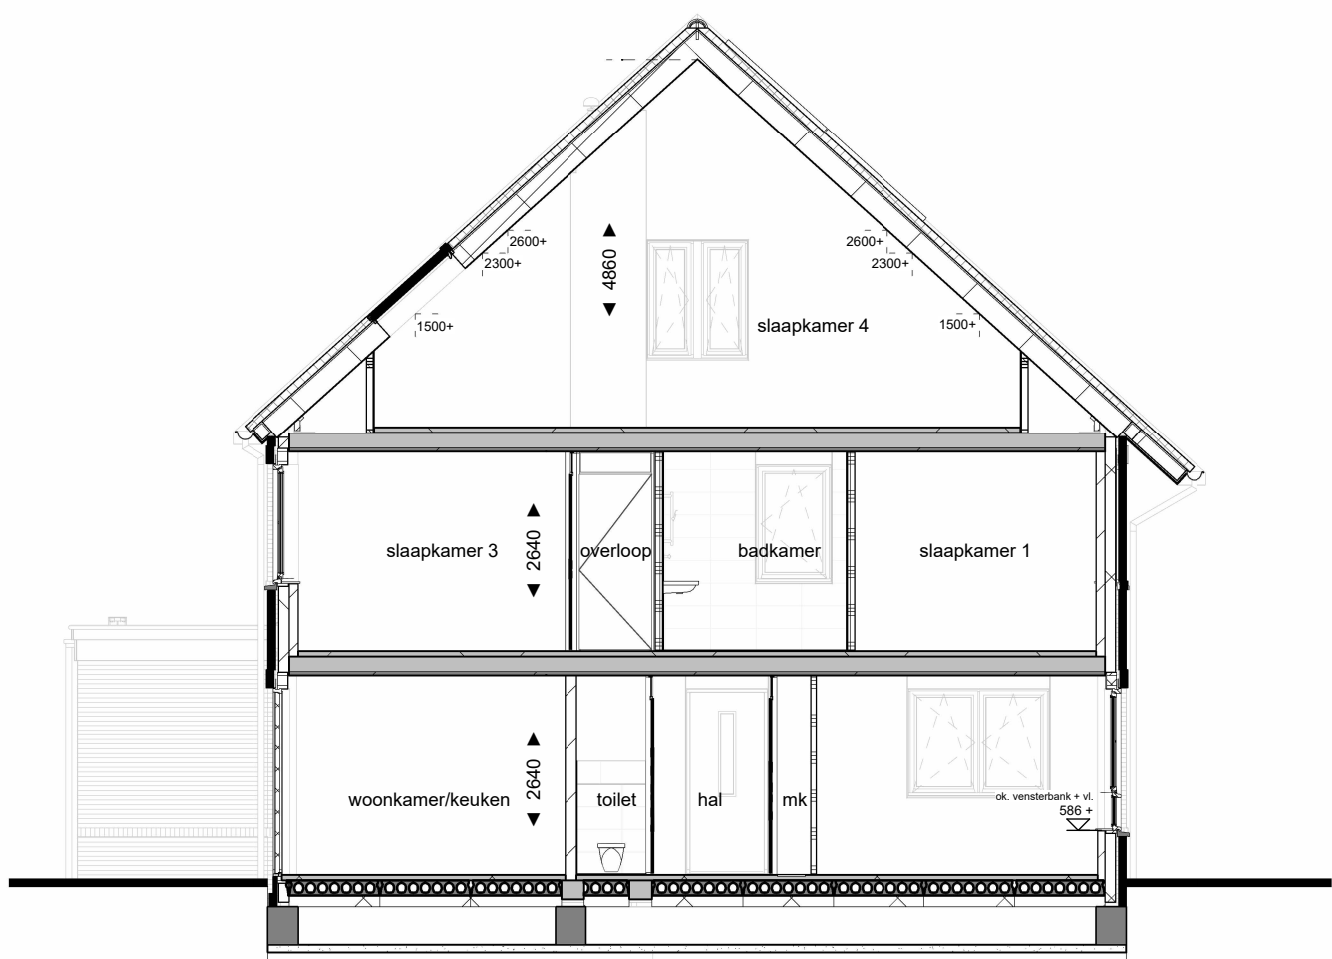 2600+
2600+
2300+
2300+
4860
1500+
1500+
slaapkamer 4
slaapkamer 3
2640
overloop
badkamer
slaapkamer 1
woonkamer/keuken
2640
toilet
hal
mk
ok. vensterbank + vl.
586 +